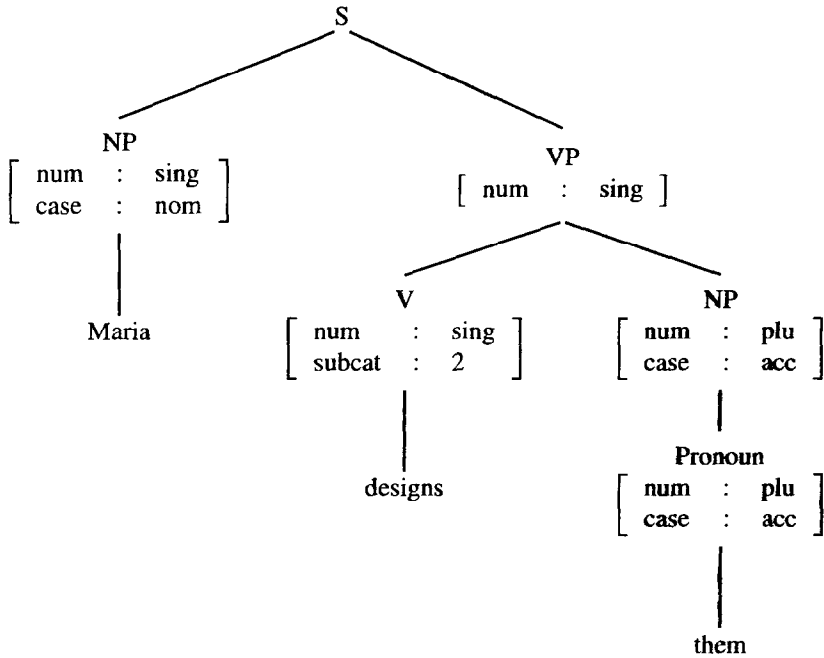 S
NP
num : sing
case : nom
Maria
VP
[ num : sing ]
V
num : sing
subcat : 2
designs
NP
num : plu
case : acc
Pronoun
num : plu
case : acc
them